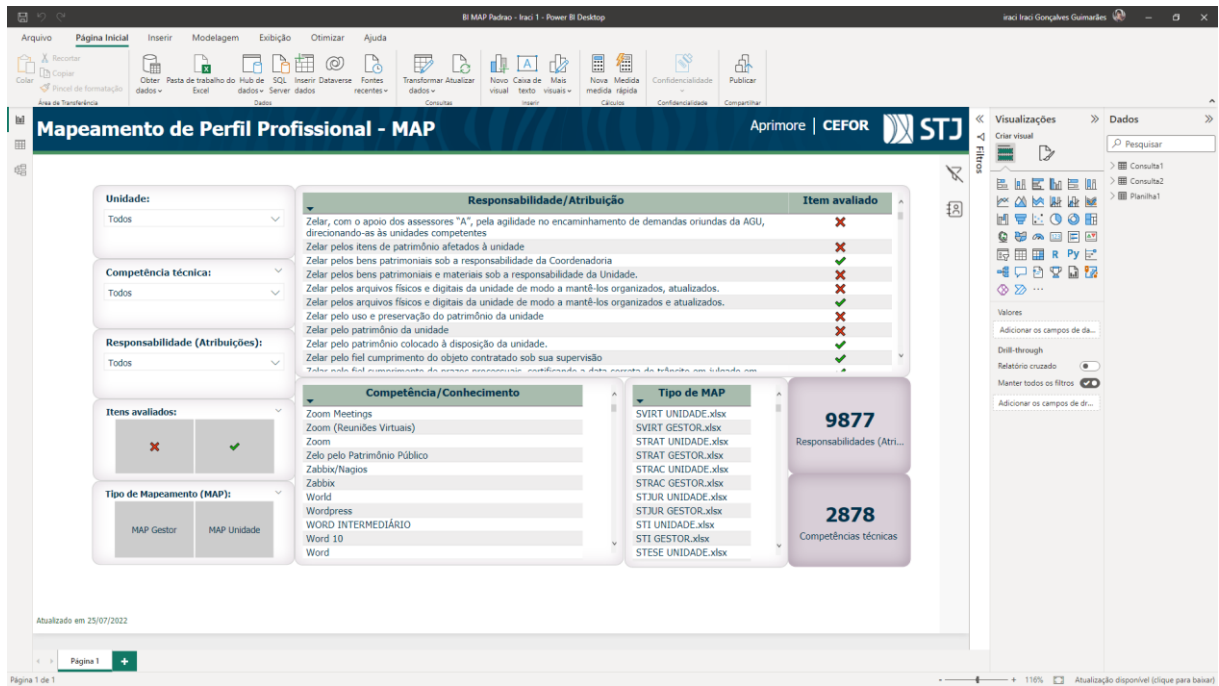 BI MAP Padrao - Iraci 1 - Power BI Desktop
iraci Iraci Gonçalves Guimarães
Arquivo Página Inicial Inserir Modelagem Exibição Otimizar Ajuda
Colar
Recortar
Copiar
Pincel de formatação
Área de Transferência
Obter dados
Pasta de trabalho do Excel
Hub de dados
SQL Server
Inserir dados
Dataverse
Fontes recentes
Dados
Transformar dados
Atualizar
Consultas
Novo visual
Caixa de texto
Mais visuais
Inserir
Nova medida
Medida rápida
Cálculos
Confidencialidade
Confidencialidade
Publicar
Compartilhar
Mapeamento de Perfil Profissional - MAP
Aprimore | CEFOR
STJ
Unidade:
Todos
Competência técnica:
Todos
Responsabilidade (Atribuições):
Todos
Itens avaliados:
Tipo de Mapeamento (MAP):
MAP Gestor
MAP Unidade
Responsabilidade/Atribuição Item avaliado
Zelar, com o apoio dos assessores "A", pela agilidade no encaminhamento de demandas oriundas da AGU,
direcionando-as às unidades competentes
Zelar pelos itens de patrimônio afetados à unidade
Zelar pelos bens patrimoniais sob a responsabilidade da Coordenadoria
Zelar pelos bens patrimoniais e materiais sob a responsabilidade da Unidade.
Zelar pelos arquivos físicos e digitais da unidade de modo a mantê-los organizados, atualizados.
Zelar pelos arquivos físicos e digitais da unidade de modo a mantê-los organizados e atualizados.
Zelar pelo uso e preservação do patrimônio da unidade
Zelar pelo patrimônio da unidade
Zelar pelo patrimônio colocado à disposição da unidade.
Zelar pelo fiel cumprimento do objeto contratado sob sua supervisão
Zelar pelo fiel cumprimento de prazos processuais, certificando a data correta do trânsito em julgado em
Competência/Conhecimento
Zoom Meetings
Zoom (Reuniões Virtuais)
Zoom
Zelo pelo Patrimônio Público
Zabbix/Nagios
Zabbix
World
Wordpress
WORD INTERMEDIÁRIO
Word 10
Word
Tipo de MAP
SVIRT UNIDADE.xlsx
SVIRT GESTOR.xlsx
STRAT UNIDADE.xlsx
STRAT GESTOR.xlsx
STRAC UNIDADE.xlsx
STRAC GESTOR.xlsx
STJUR UNIDADE.xlsx
STJUR GESTOR.xlsx
STI UNIDADE.xlsx
STI GESTOR.xlsx
STESE UNIDADE.xlsx
9877
Responsabilidades (Atri...
2878
Competências técnicas
Atualizado em 25/07/2022
Filtros
Visualizações
Criar visual
R Py
Valores
Adicionar os campos de da...
Drill-through
Relatório cruzado
Manter todos os filtros
Adicionar os campos de dr...
Dados
Pesquisar
Consulta1
Consulta2
Planilha1
Página 1
Página 1 de 1
116%
Atualização disponível (clique para baixar)